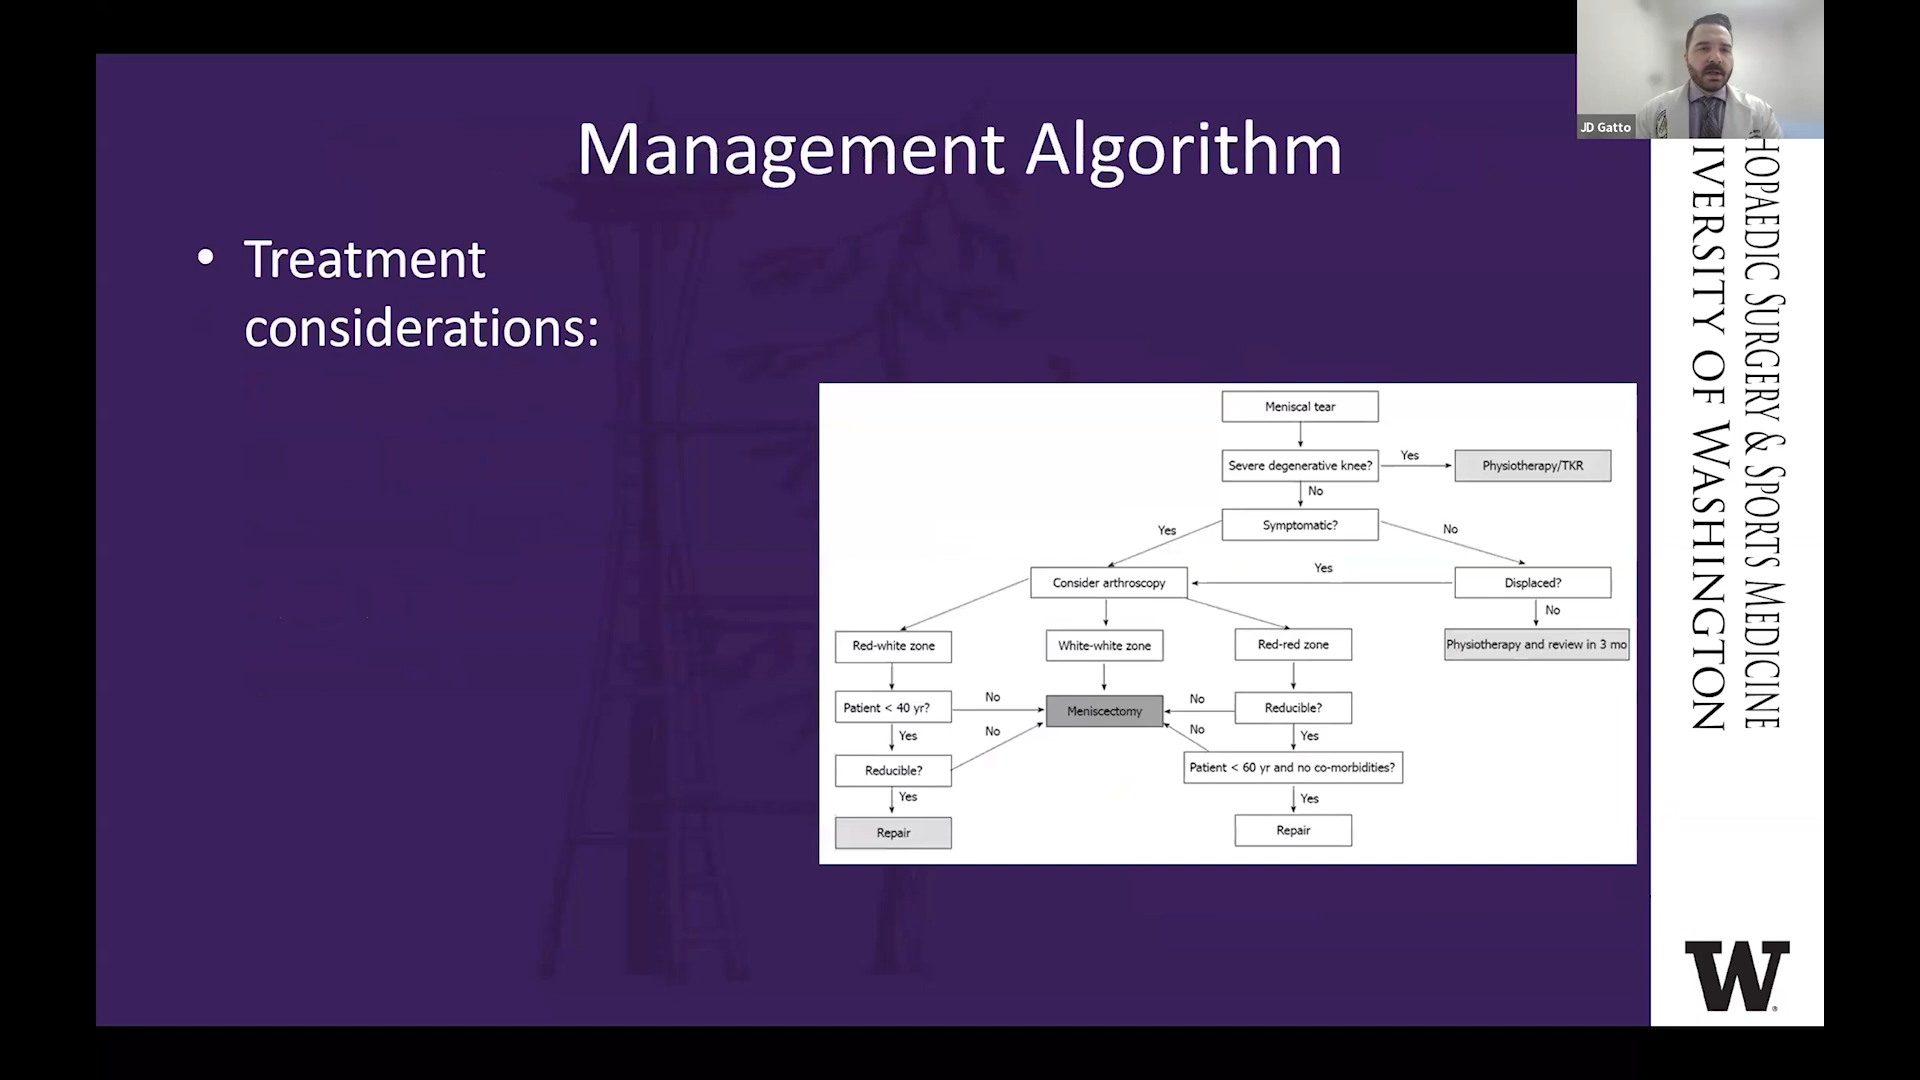 JD Gatto
Management Algorithm
• Treatment
considerations:
Meniscal tear
Severe degenerative knee?
Yes
Physiotherapy/TKR
No
Symptomatic?
Yes
No
Consider arthroscopy
Yes
Displaced?
No
Red-white zone
White-white zone
Red-red zone
Physiotherapy and review in 3 mo
Patient < 40 yr?
No
Meniscectomy
No
Reducible?
Yes
No
No
Yes
Reducible?
Patient < 60 yr and no co-morbidities?
Yes
Yes
Repair
Repair
HOPAEDIC SURGERY & SPORTS MEDICINE
IVERSITY OF WASHINGTON
W